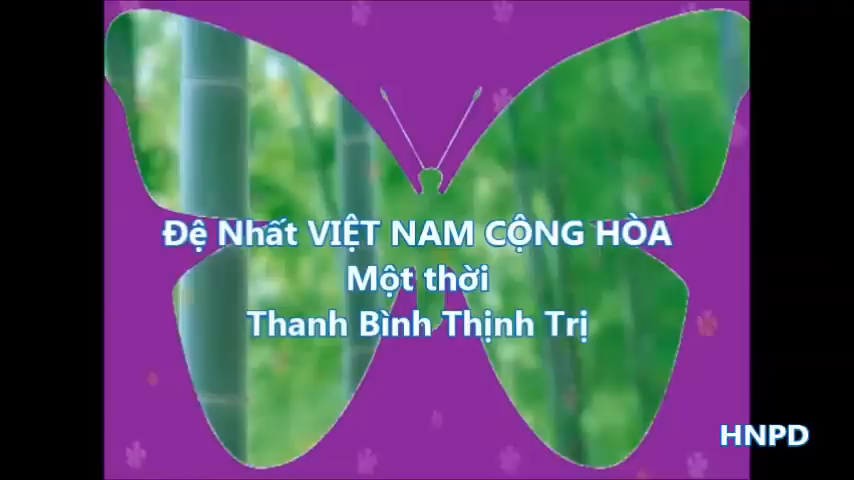 Đệ Nhất VIỆT NAM CỘNG HÒA
Một thời
Thanh Bình Thịnh Trị
HNPD